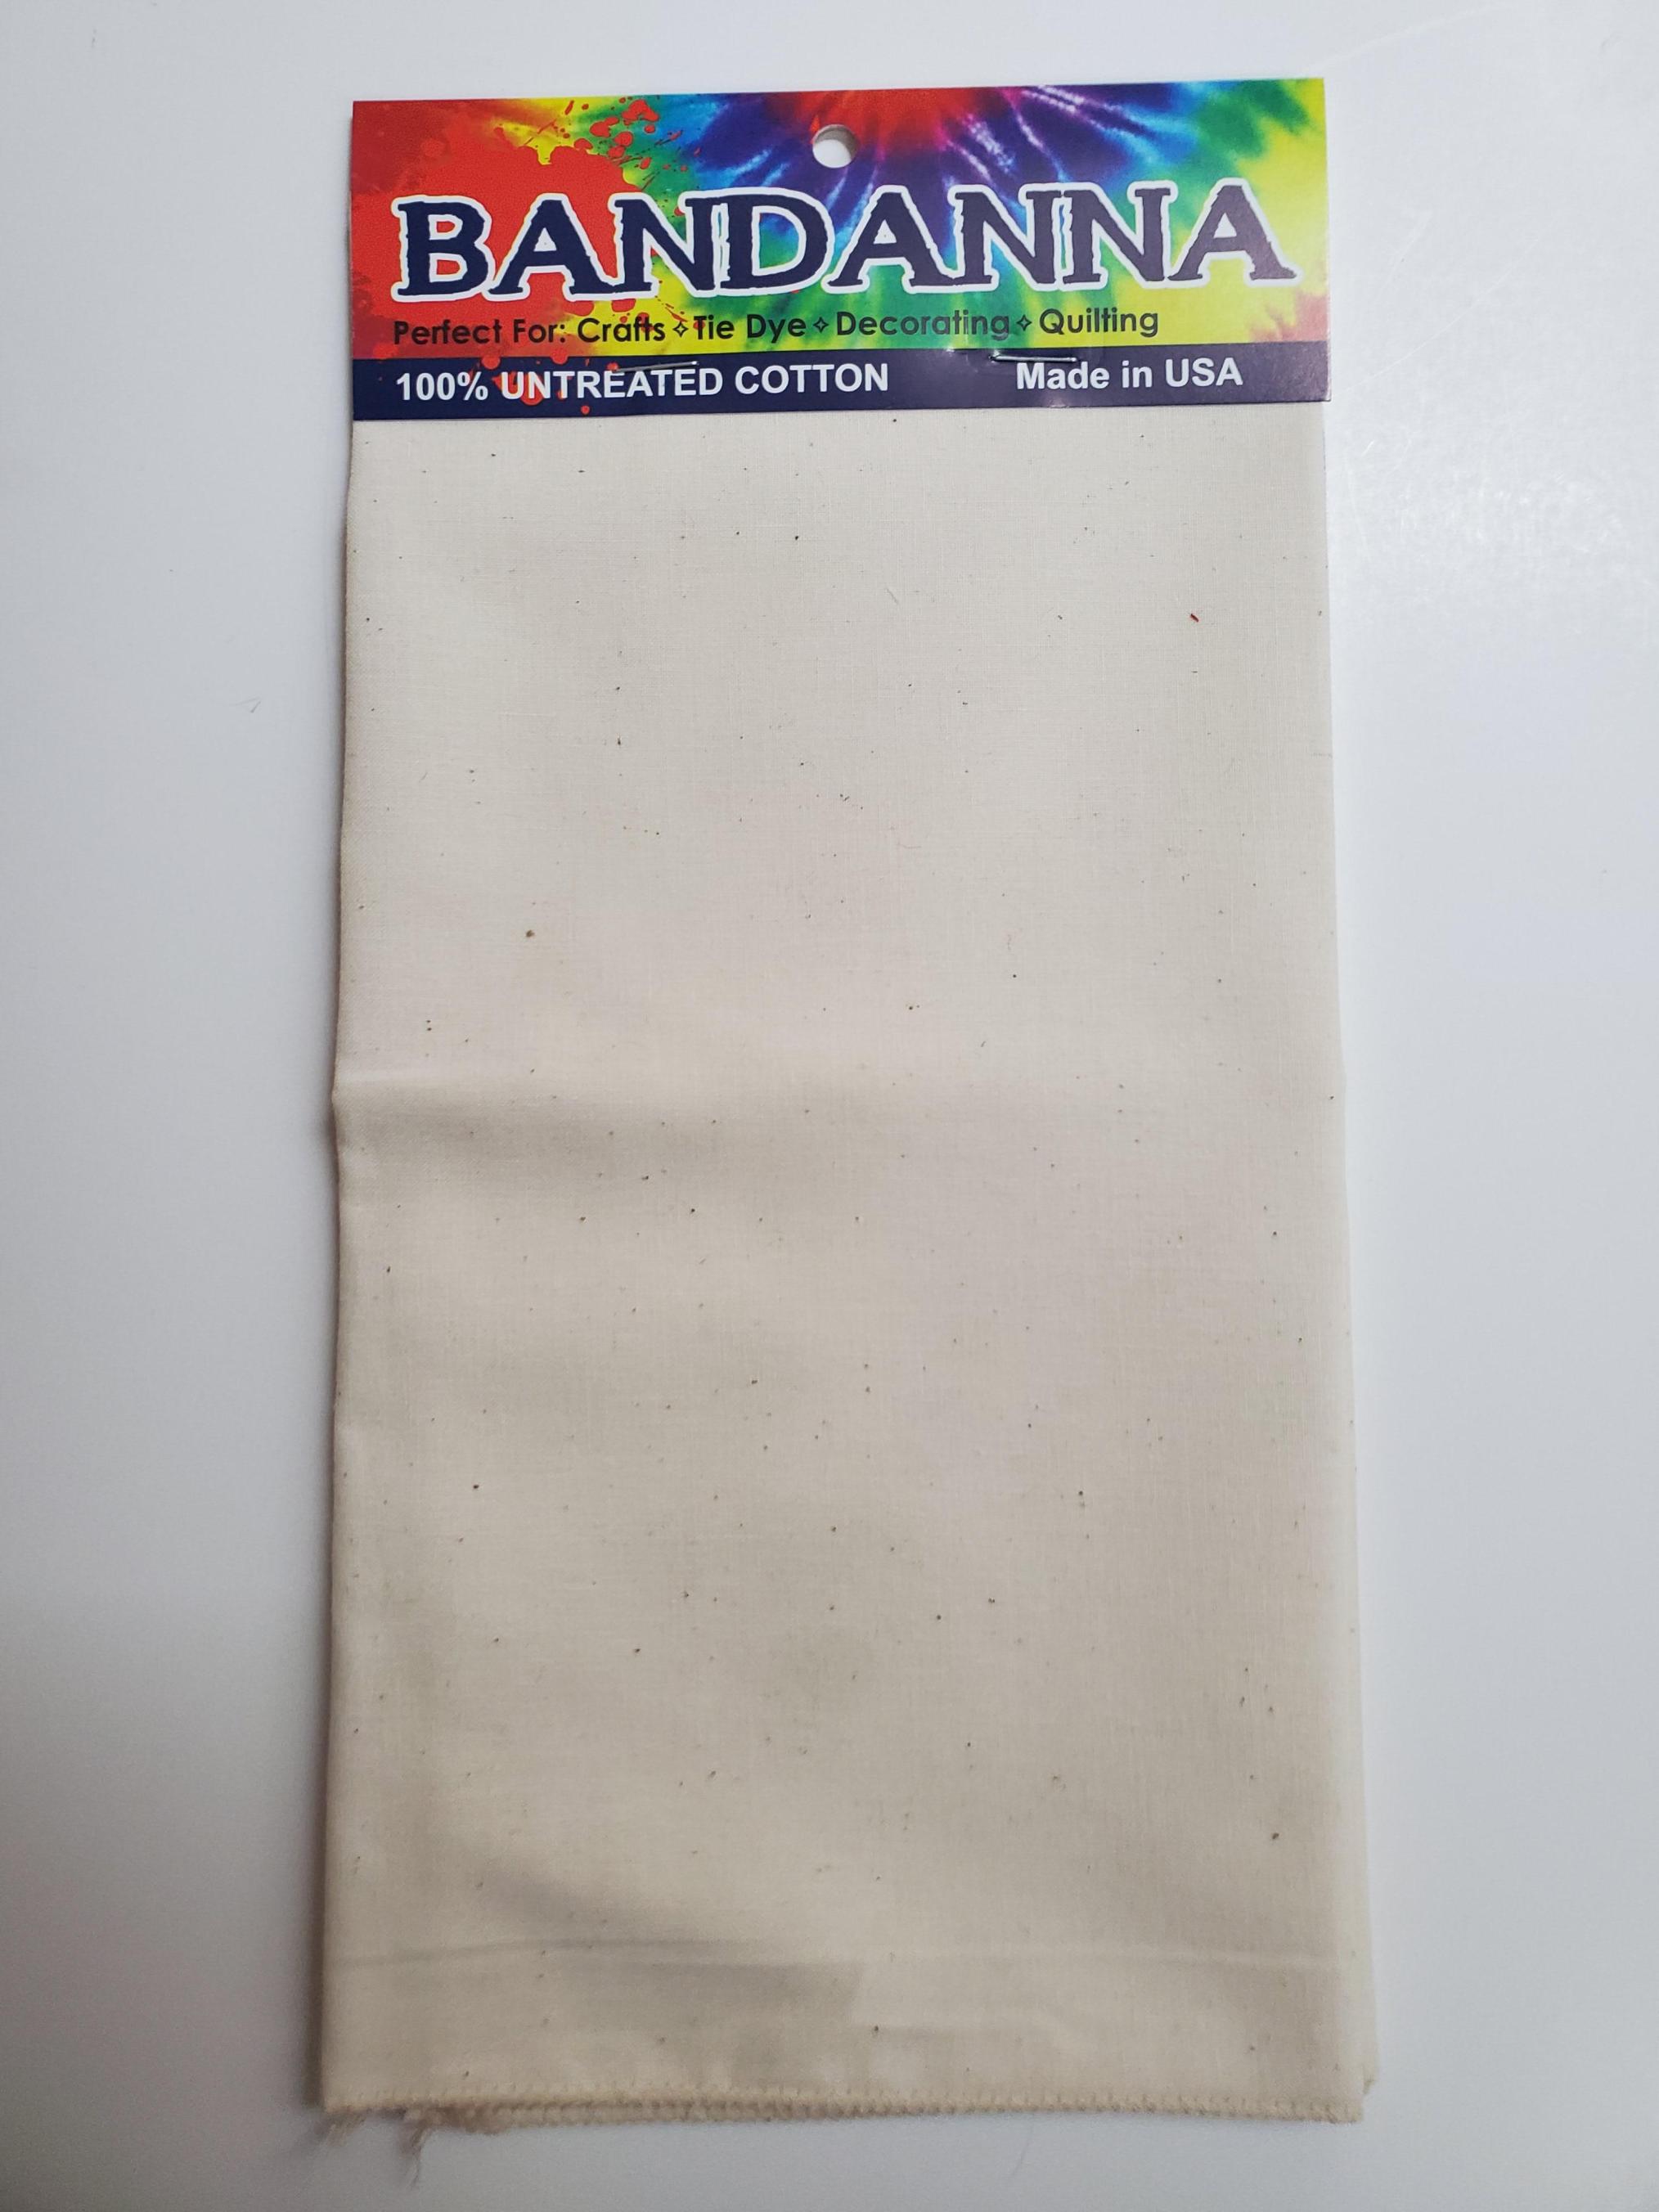 BANDANNA
Perfect For: Crafts ✧ Tie Dye ✧ Decorating ✧ Quilting
100% UNTREATED COTTON Made in USA